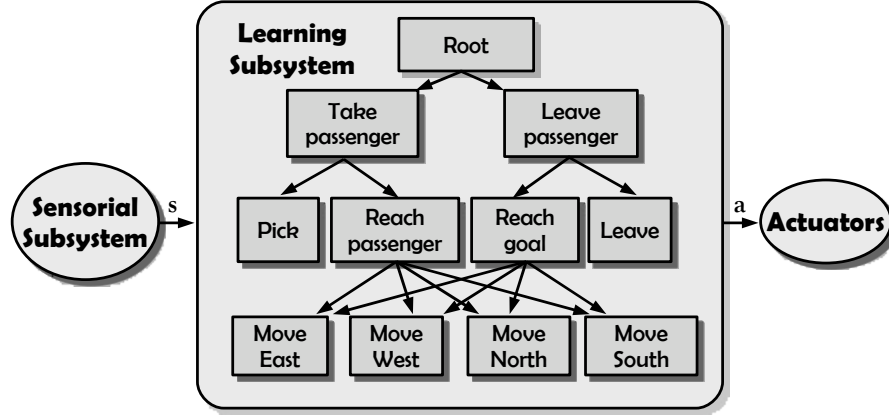 Learning
Subsystem
Root
Take
passenger
Leave
passenger
Sensorial
Subsystem
s
Pick
Reach
passenger
Reach
goal
Leave
a
Actuators
Move
East
Move
West
Move
North
Move
South